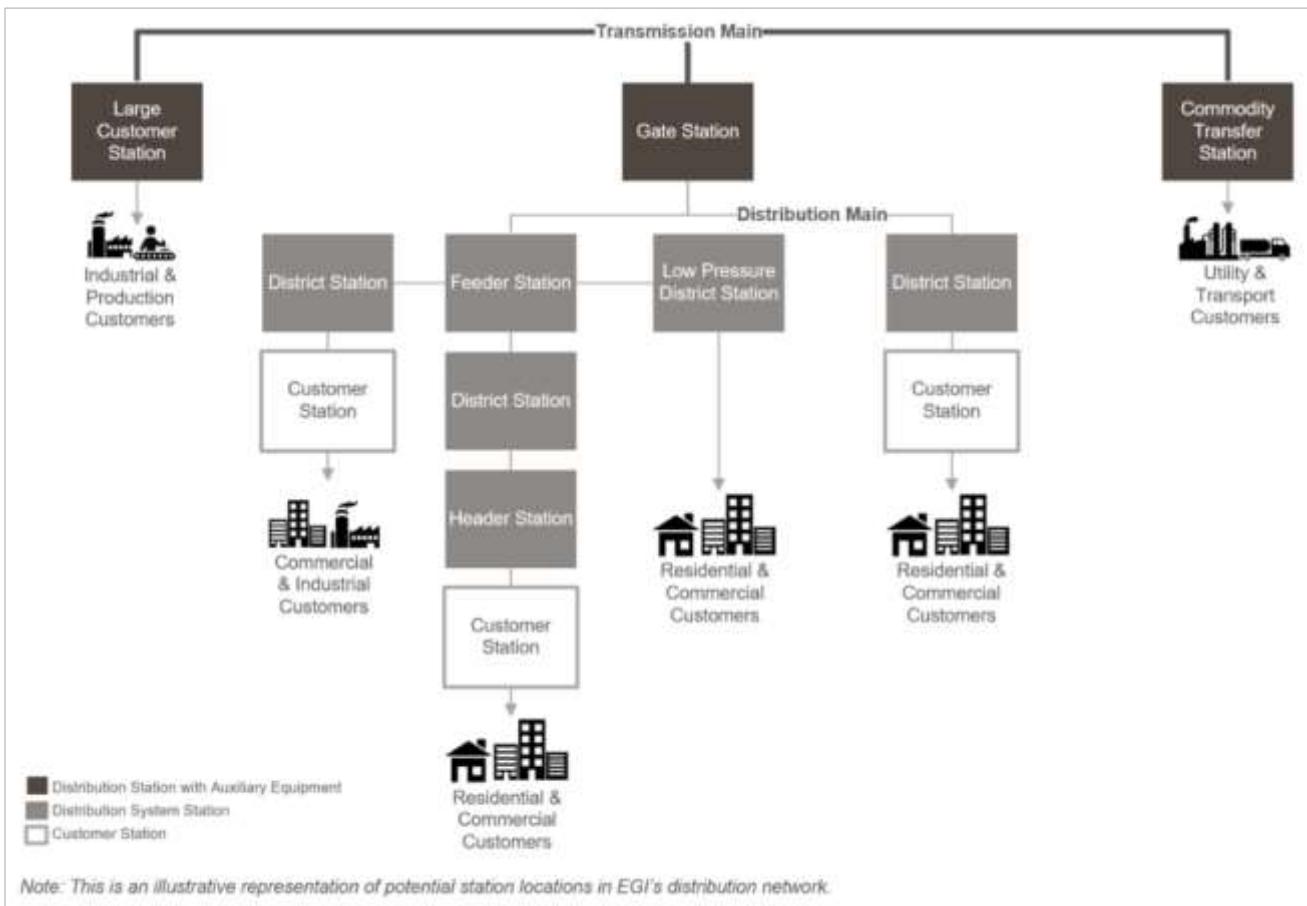 Transmission Main
Large
Customer
Station
Gate Station
Commodity
Transfer
Station
Industrial &
Production
Customers
Distribution Main
Utility &
Transport
Customers
District Station
Feeder Station
Low Pressure
District Station
District Station
Customer
Station
District Station
Customer
Station
Header Station
Commercial
& Industrial
Customers
Residential &
Commercial
Customers
Residential &
Commercial
Customers
Customer
Station
Residential &
Commercial
Customers
Distribution Station with Auxiliary Equipment
Distribution System Station
Customer Station
Note: This is an illustrative representation of potential station locations in EGI's distribution network.